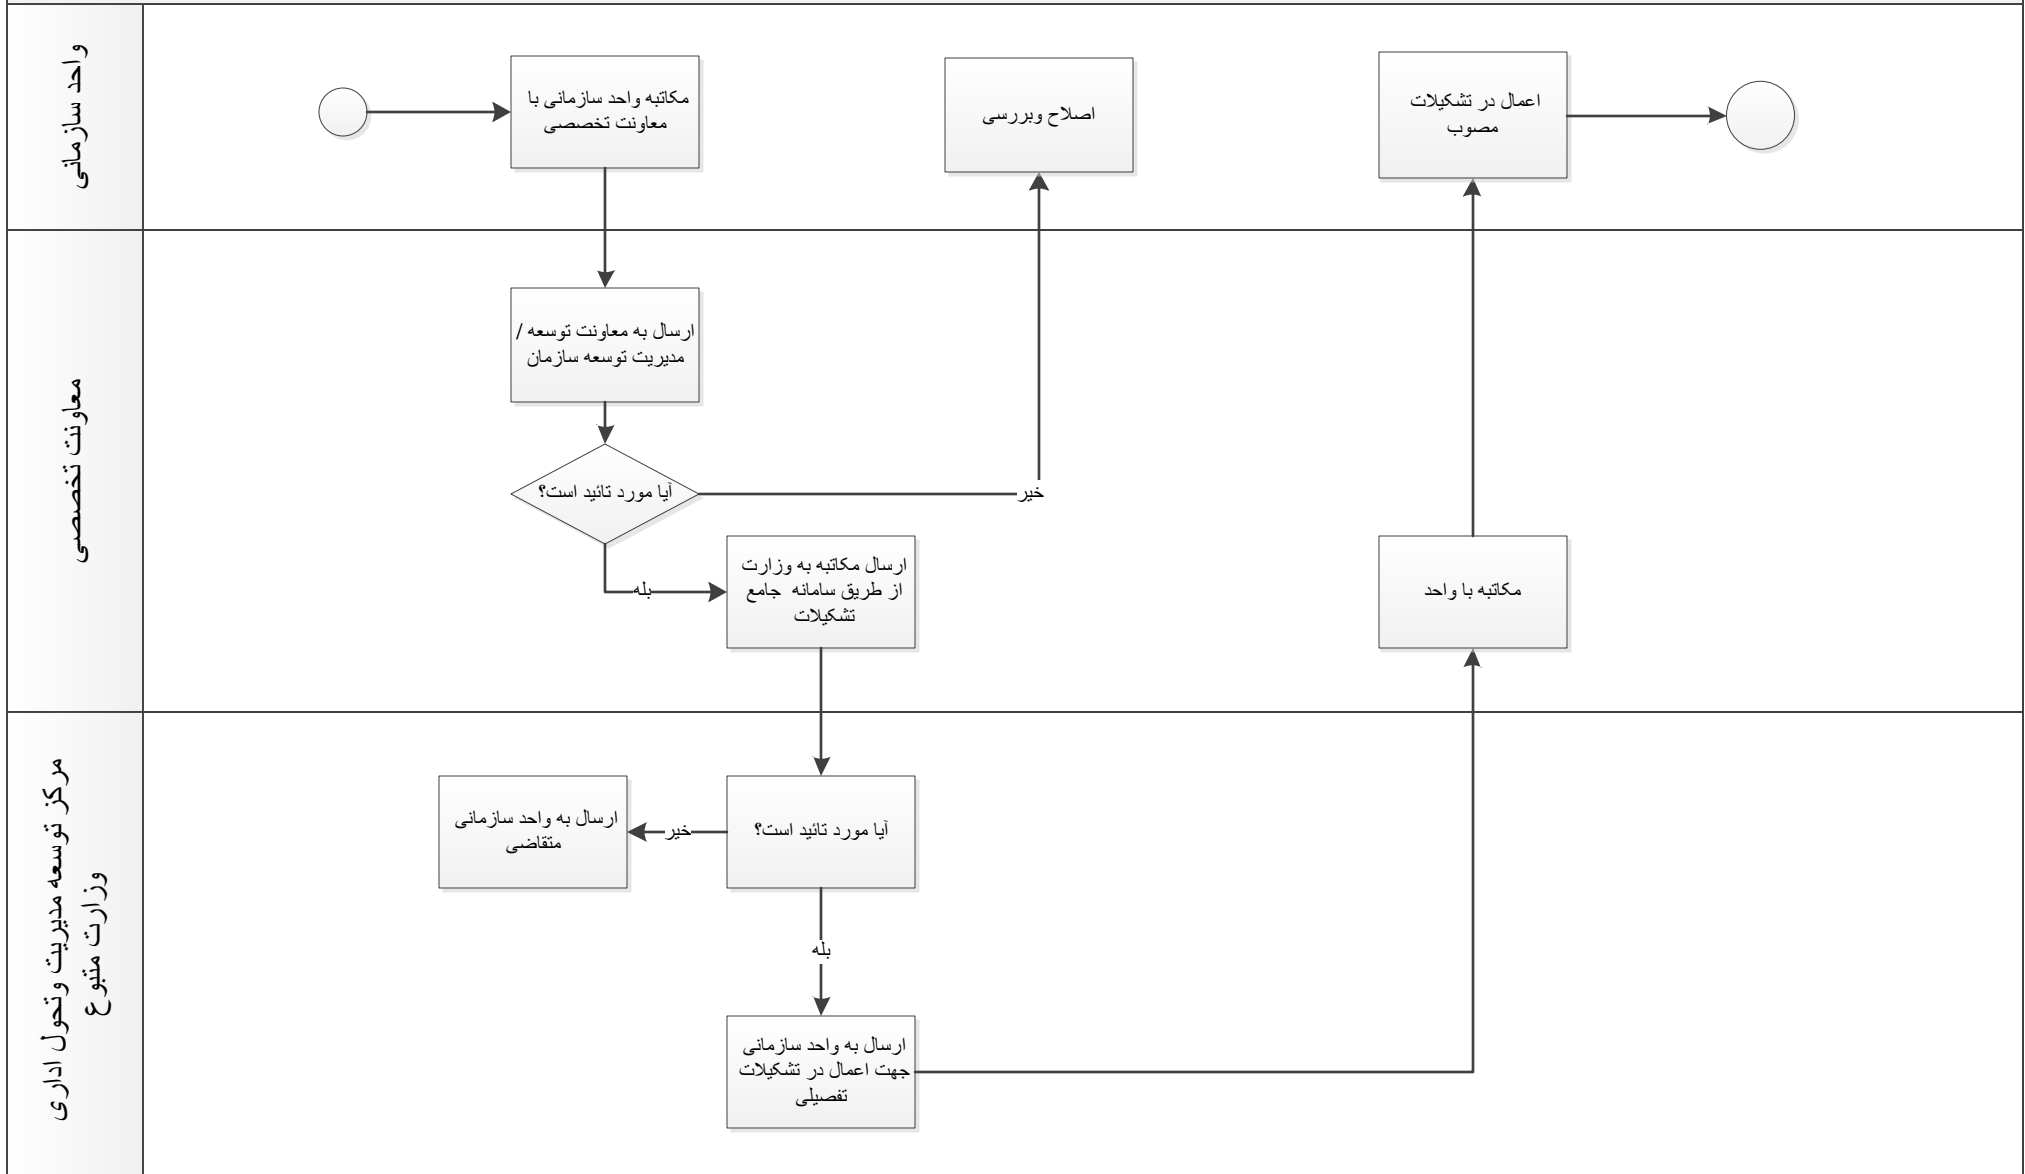 واحد سازمانی
مکاتبه واحد سازمانی با
معاونت تخصصی
اصلاح وبررسی
اعمال در تشکیلات
مصوب
معاونت تخصصی
ارسال به معاونت توسعه /
مدیریت توسعه سازمان
آیا مورد تائید است؟
خیر
بله
ارسال مکاتبه به وزارت
از طریق سامانه جامع
تشکیلات
مکاتبه با واحد
مرکز توسعه مدیریت وتحول اداری
وزارت متبوع
آیا مورد تائید است؟
خیر
ارسال به واحد سازمانی
متقاضی
بله
ارسال به واحد سازمانی
جهت اعمال در تشکیلات
تفصیلی